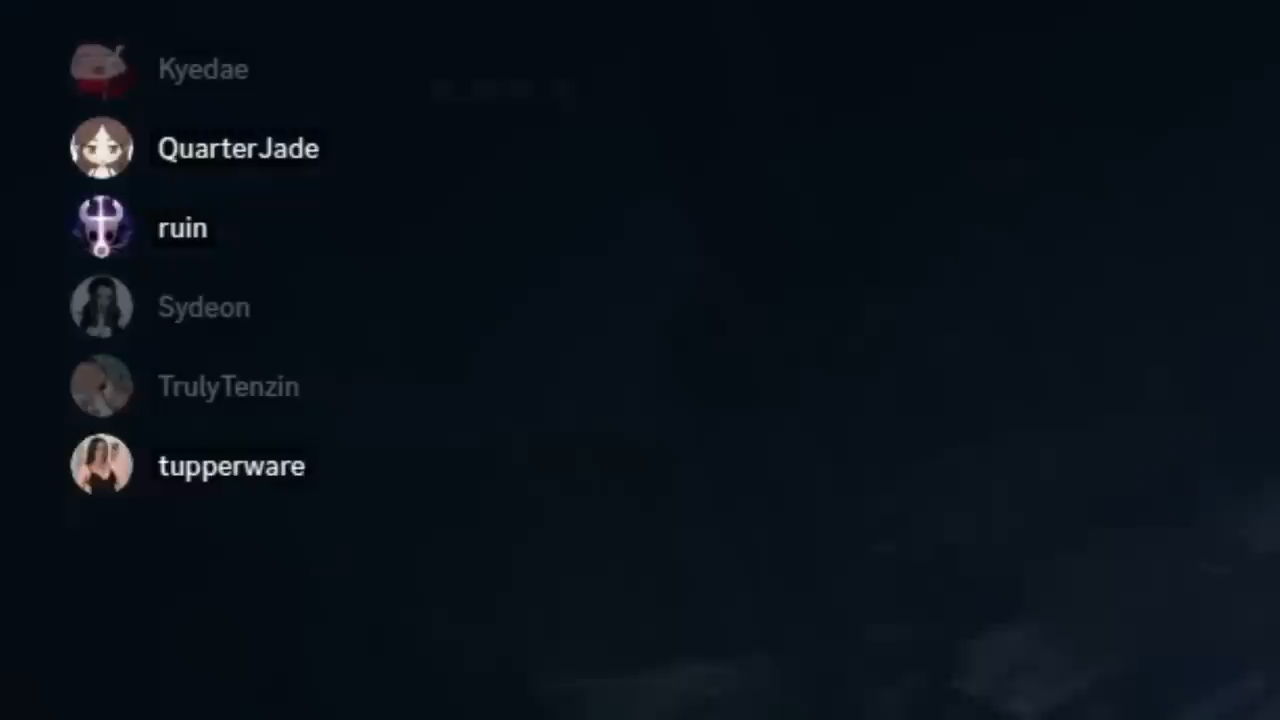 Kyedae
QuarterJade
ruin
Sydeon
TrulyTenzin
tupperware